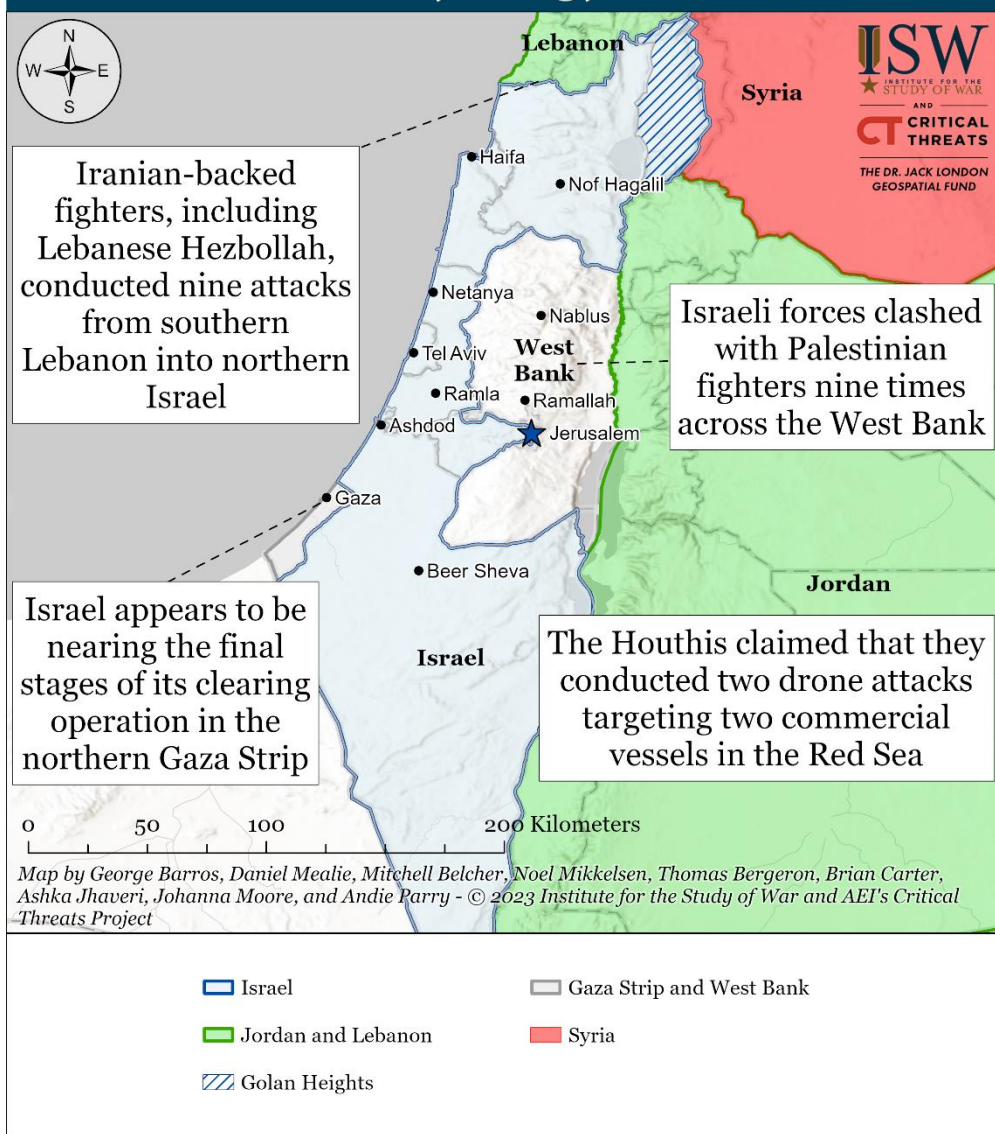 N
W E
S
Lebanon
Syria
ISW
INSTITUTE FOR THE
STUDY OF WAR
AND
CT CRITICAL
THREATS
THE DR. JACK LONDON
GEOSPATIAL FUND
Iranian-backed
fighters, including
Lebanese Hezbollah,
conducted nine attacks
from southern
Lebanon into northern
Israel
Haifa
Nof Hagalil
Netanya
Nablus
Tel Aviv
West
Bank
Ramla
Ramallah
Ashdod
Jerusalem
Israeli forces clashed
with Palestinian
fighters nine times
across the West Bank
Gaza
Beer Sheva
Jordan
Israel
Israel appears to be
nearing the final
stages of its clearing
operation in the
northern Gaza Strip
The Houthis claimed that they
conducted two drone attacks
targeting two commercial
vessels in the Red Sea
0 50 100 200 Kilometers
Map by George Barros, Daniel Mealie, Mitchell Belcher, Noel Mikkelsen, Thomas Bergeron, Brian Carter,
Ashka Jhaveri, Johanna Moore, and Andie Parry - © 2023 Institute for the Study of War and AEI's Critical
Threats Project
Israel
Gaza Strip and West Bank
Jordan and Lebanon
Syria
Golan Heights